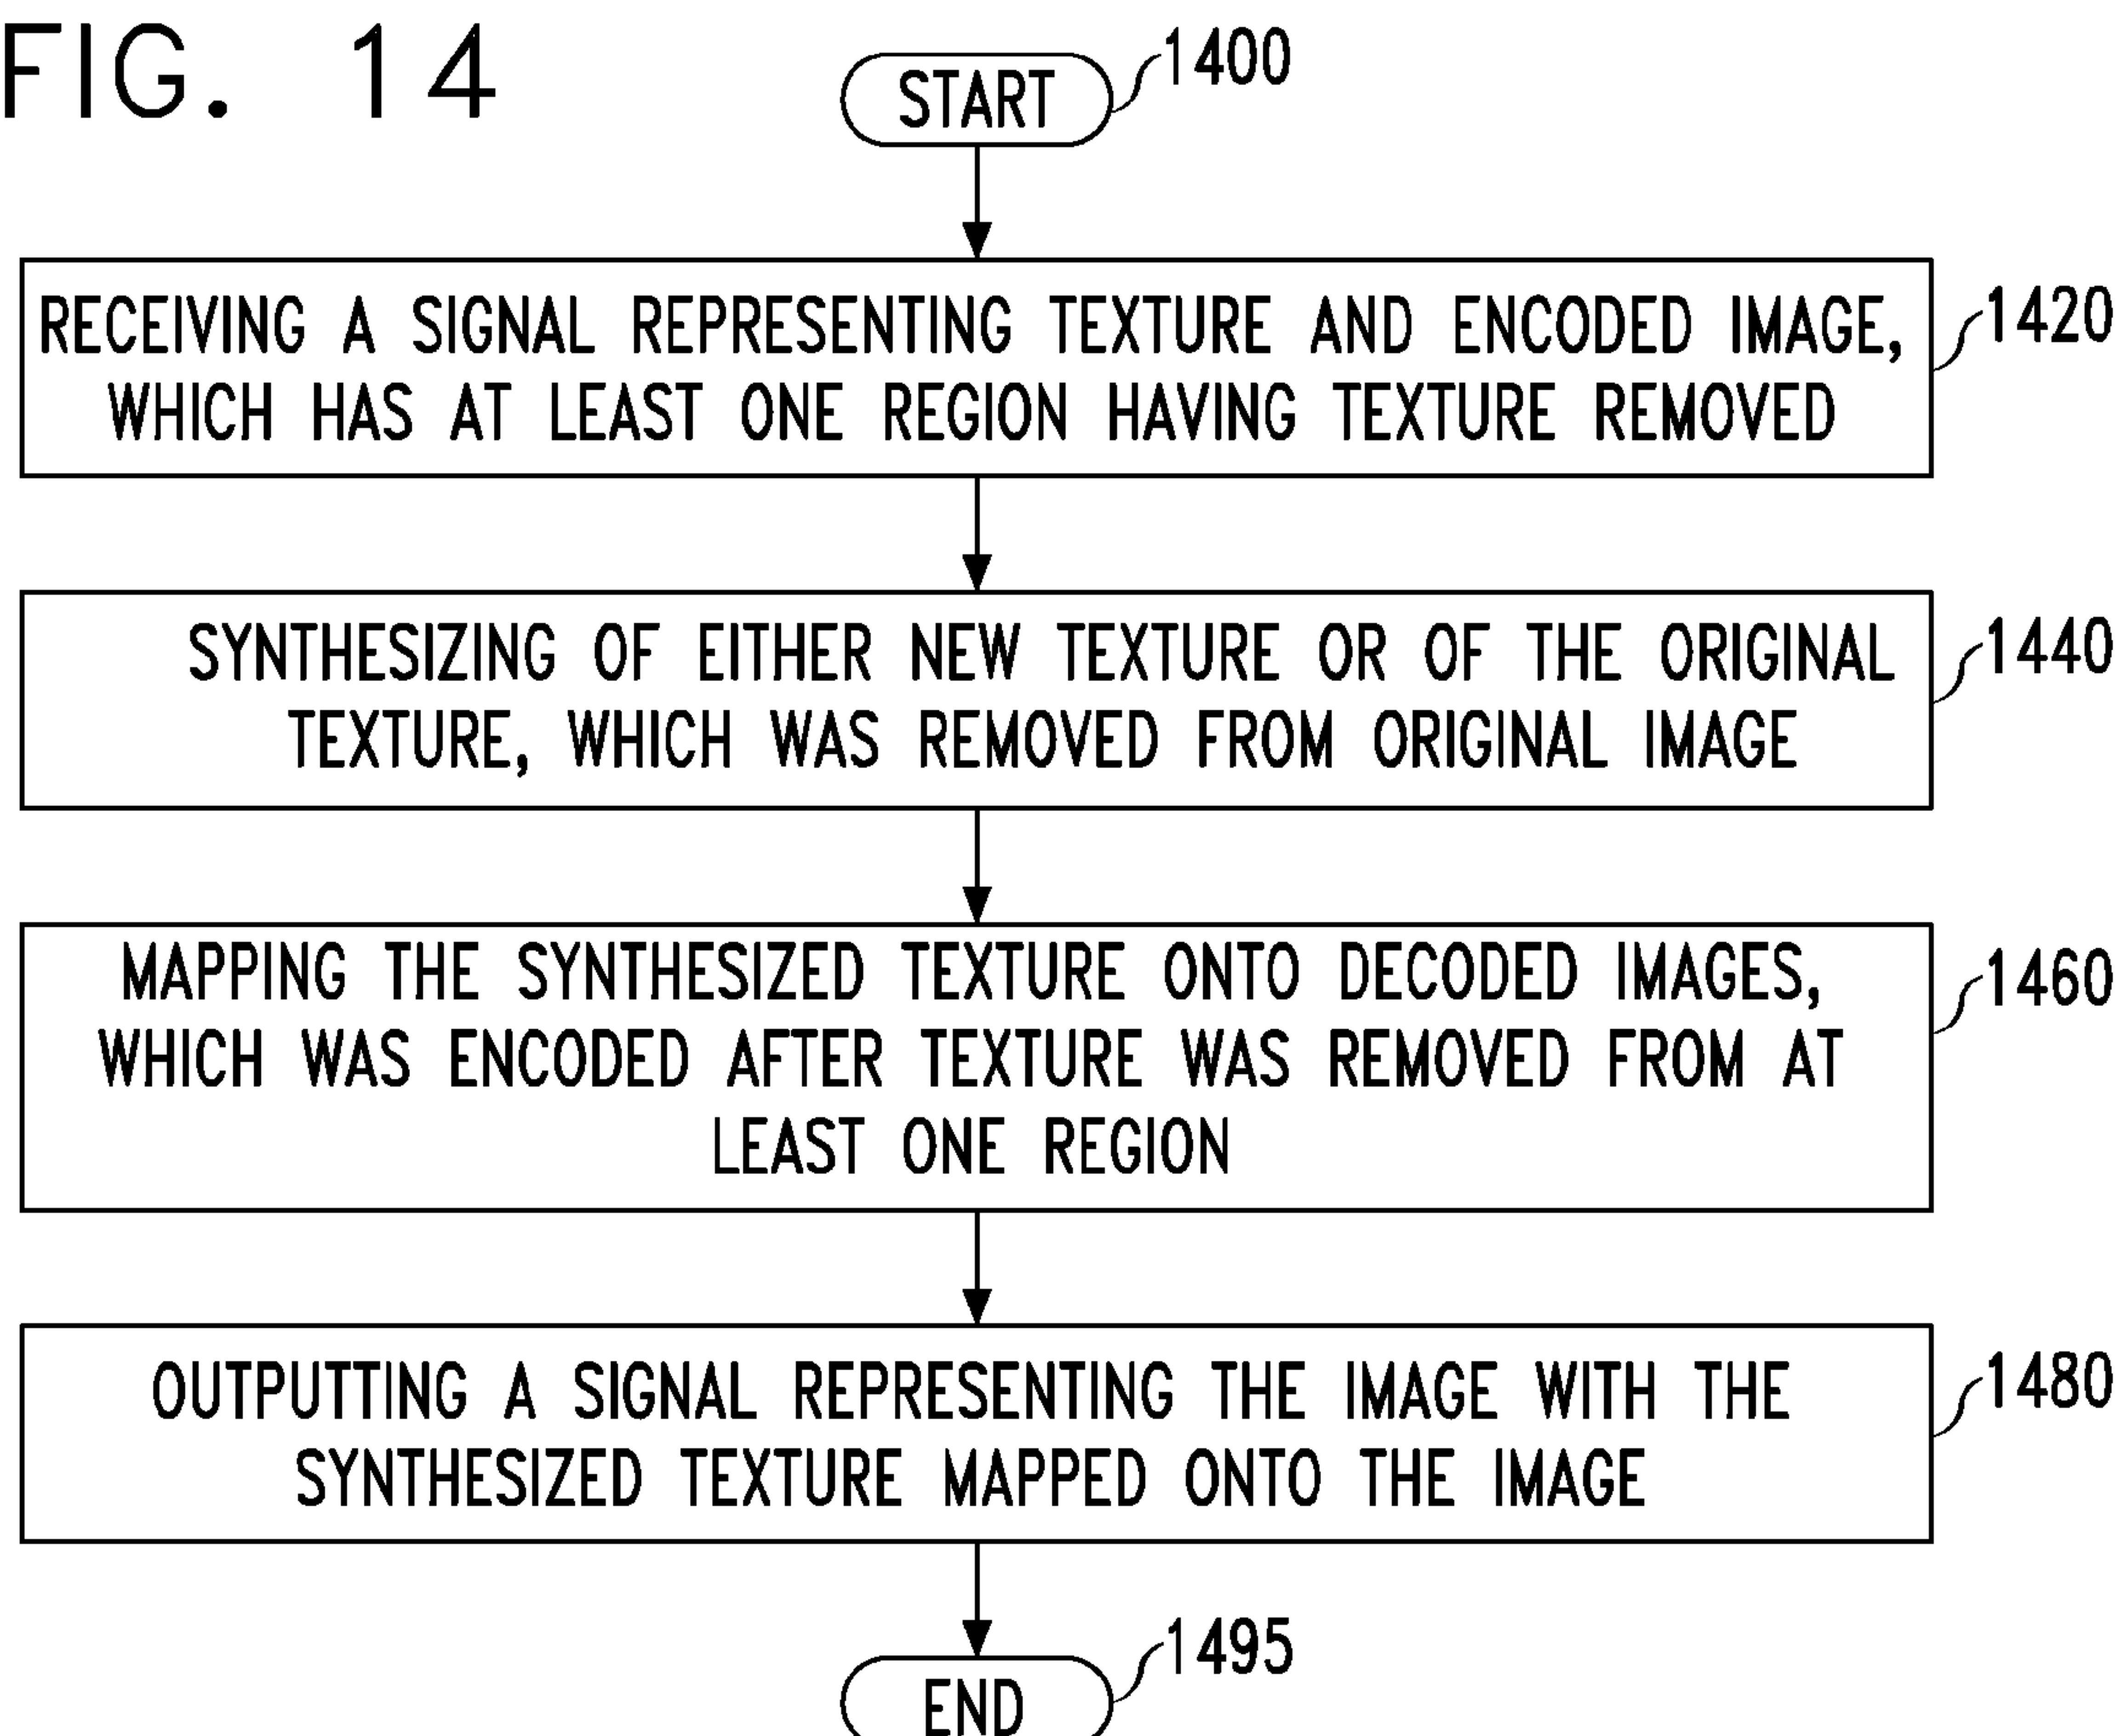 FIG. 14
START
1400
RECEIVING A SIGNAL REPRESENTING TEXTURE AND ENCODED IMAGE,
WHICH HAS AT LEAST ONE REGION HAVING TEXTURE REMOVED
1420
SYNTHESIZING OF EITHER NEW TEXTURE OR OF THE ORIGINAL
TEXTURE, WHICH WAS REMOVED FROM ORIGINAL IMAGE
1440
MAPPING THE SYNTHESIZED TEXTURE ONTO DECODED IMAGES,
WHICH WAS ENCODED AFTER TEXTURE WAS REMOVED FROM AT
LEAST ONE REGION
1460
OUTPUTTING A SIGNAL REPRESENTING THE IMAGE WITH THE
SYNTHESIZED TEXTURE MAPPED ONTO THE IMAGE
1480
END
1495